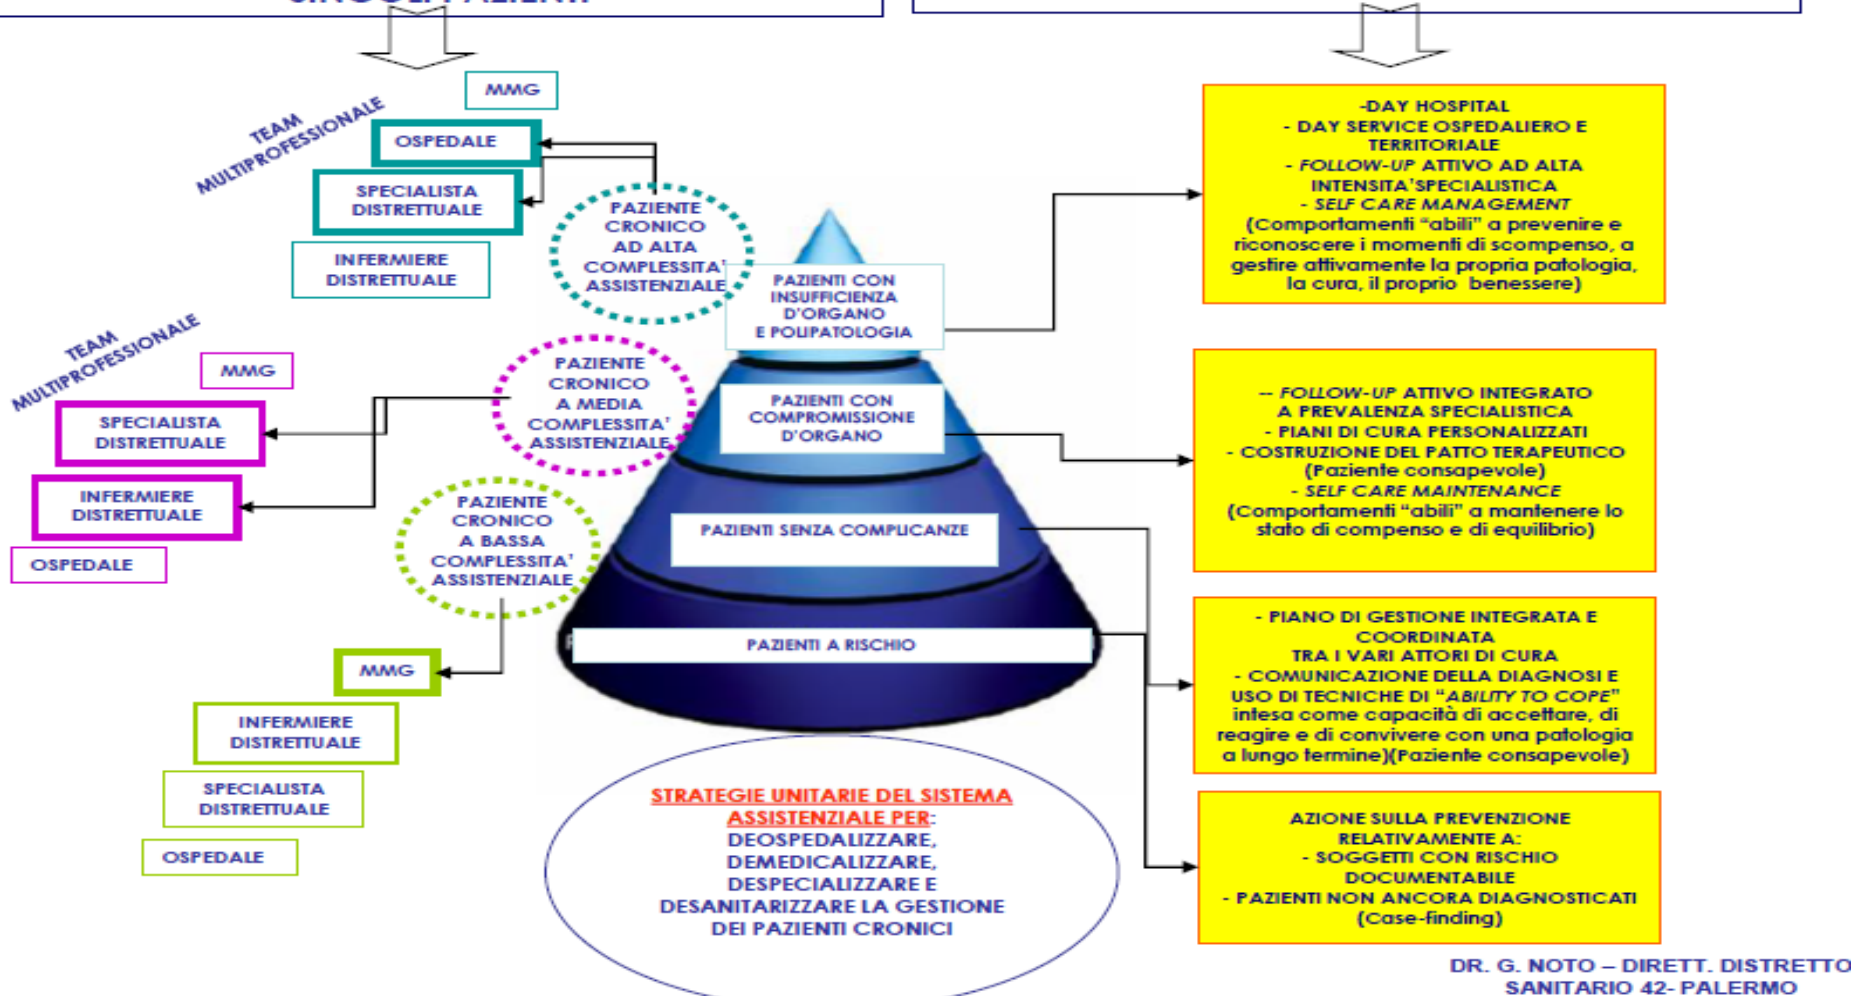 MMG
TEAM
MULTIPROFESSIONALE
OSPEDALE
SPECIALISTA
DISTRETTUALE
INFERMIERE
DISTRETTUALE
PAZIENTE
CRONICO
AD ALTA
COMPLESSITA'
ASSISTENZIALE
TEAM
MULTIPROFESSIONALE
MMG
SPECIALISTA
DISTRETTUALE
INFERMIERE
DISTRETTUALE
OSPEDALE
PAZIENTE
CRONICO
A MEDIA
COMPLESSITA'
ASSISTENZIALE
PAZIENTE
CRONICO
A BASSA
COMPLESSITA'
ASSISTENZIALE
MMG
INFERMIERE
DISTRETTUALE
SPECIALISTA
DISTRETTUALE
OSPEDALE
PAZIENTI CON
INSUFFICIENZA
D'ORGANO
E POLIPATOLOGIA
PAZIENTI CON
COMPROMISSIONE
D'ORGANO
PAZIENTI SENZA COMPLICANZE
PAZIENTI A RISCHIO
STRATEGIE UNITARIE DEL SISTEMA
ASSISTENZIALE PER:
DEOSPEDALIZZARE,
DEMEDICALIZZARE,
DESPECIALIZZARE E
DESANITARIZZARE LA GESTIONE
DEI PAZIENTI CRONICI
-DAY HOSPITAL
- DAY SERVICE OSPEDALIERO E
TERRITORIALE
- FOLLOW-UP ATTIVO AD ALTA
INTENSITA'SPECIALISTICA
- SELF CARE MANAGEMENT
(Comportamenti "abili" a prevenire e
riconoscere i momenti di scompenso, a
gestire attivamente la propria patologia,
la cura, il proprio benessere)
-- FOLLOW-UP ATTIVO INTEGRATO
A PREVALENZA SPECIALISTICA
- PIANI DI CURA PERSONALIZZATI
- COSTRUZIONE DEL PATTO TERAPEUTICO
(Paziente consapevole)
- SELF CARE MAINTENANCE
(Comportamenti "abili" a mantenere lo
stato di compenso e di equilibrio)
- PIANO DI GESTIONE INTEGRATA E
COORDINATA
TRA I VARI ATTORI DI CURA
- COMUNICAZIONE DELLA DIAGNOSI E
USO DI TECNICHE DI "ABILITY TO COPE"
intesa come capacità di accettare, di
reagire e di convivere con una patologia
a lungo termine)(Paziente consapevole)
AZIONE SULLA PREVENZIONE
RELATIVAMENTE A:
- SOGGETTI CON RISCHIO
DOCUMENTABILE
- PAZIENTI NON ANCORA DIAGNOSTICATI
(Case-finding)
DR. G. NOTO – DIRETT. DISTRETTO
SANITARIO 42- PALERMO